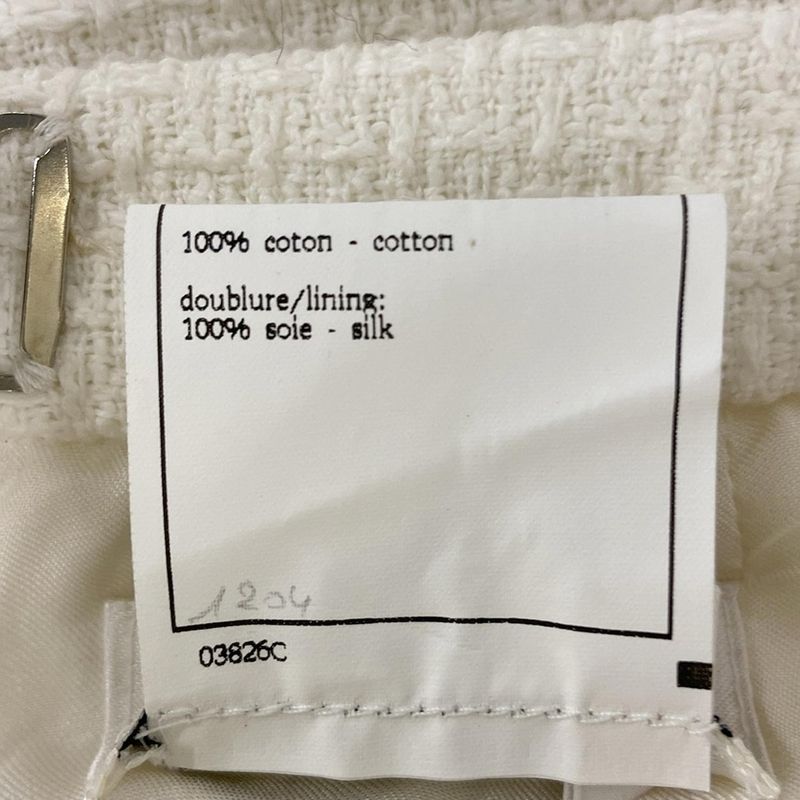 100% coton - cotton
doublure/lining:
100% soie - silk
1204
03826C